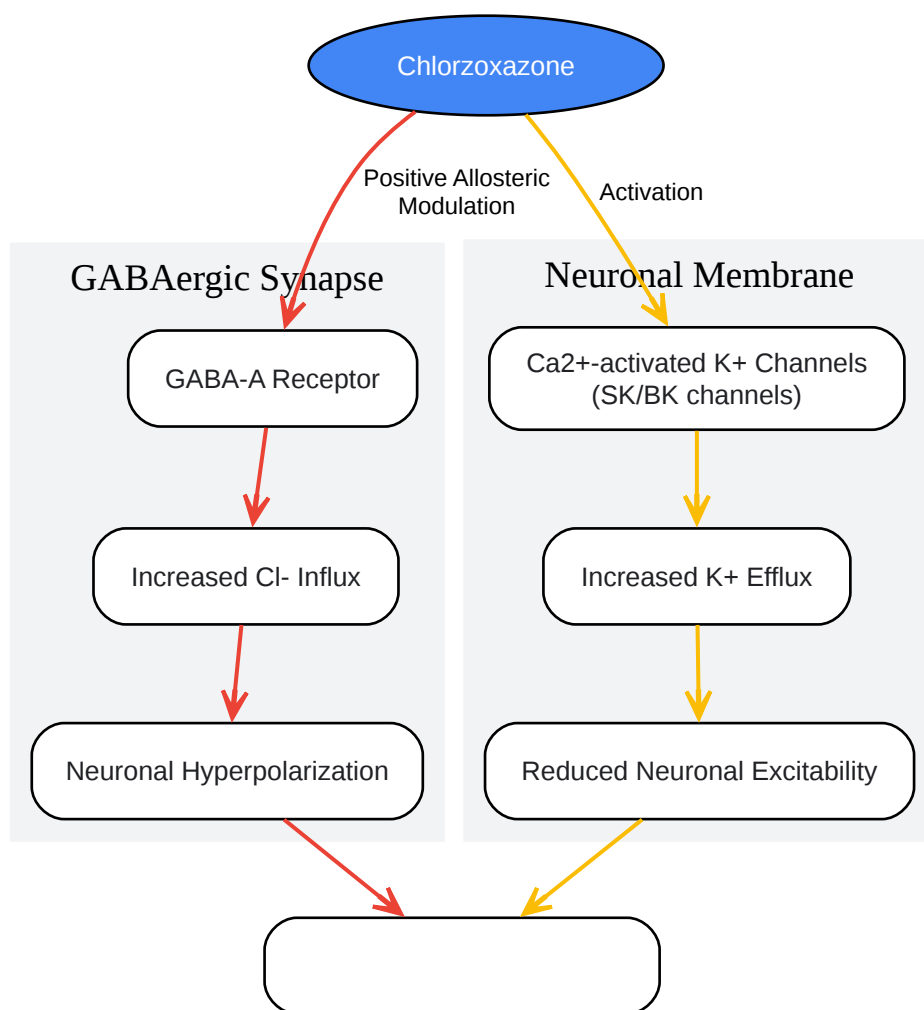 Chlorzoxazone
Positive Allosteric
Modulation
Activation
GABAergic Synapse
Neuronal Membrane
GABA-A Receptor
Ca2+-activated K+ Channels
(SK/BK channels)
Increased Cl- Influx
Increased K+ Efflux
Neuronal Hyperpolarization
Reduced Neuronal Excitability